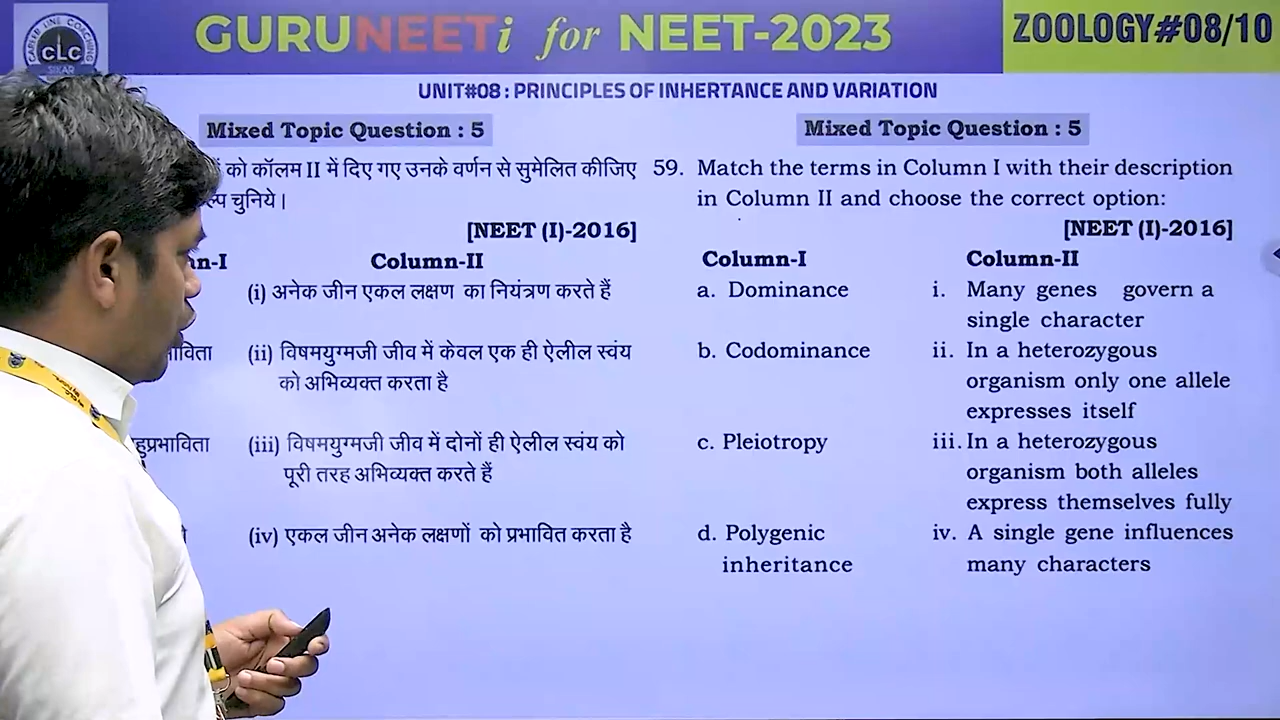 CAREER LINE COACHING
CLC
SIKAR
GURUNEETi for NEET-2023
ZOOLOGY#08/10
UNIT#08 : PRINCIPLES OF INHERTANCE AND VARIATION
Mixed Topic Question : 5
को कॉलम II में दिए गए उनके वर्णन से सुमेलित कीजिए
चुनिये।
[NEET (I)-2016]
Column-II
(i) अनेक जीन एकल लक्षण का नियंत्रण करते हैं
(ii) विषमयुग्मजी जीव में केवल एक ही ऐलील स्वंय
को अभिव्यक्त करता है
(iii) विषमयुग्मजी जीव में दोनों ही ऐलील स्वंय को
पूरी तरह अभिव्यक्त करते हैं
(iv) एकल जीन अनेक लक्षणों को प्रभावित करता है
Mixed Topic Question : 5
59. Match the terms in Column I with their description
in Column II and choose the correct option:
[NEET (I)-2016]
Column-I Column-II
a. Dominance i. Many genes govern a
single character
b. Codominance ii. In a heterozygous
organism only one allele
expresses itself
c. Pleiotropy iii. In a heterozygous
organism both alleles
express themselves fully
d. Polygenic iv. A single gene influences
inheritance many characters